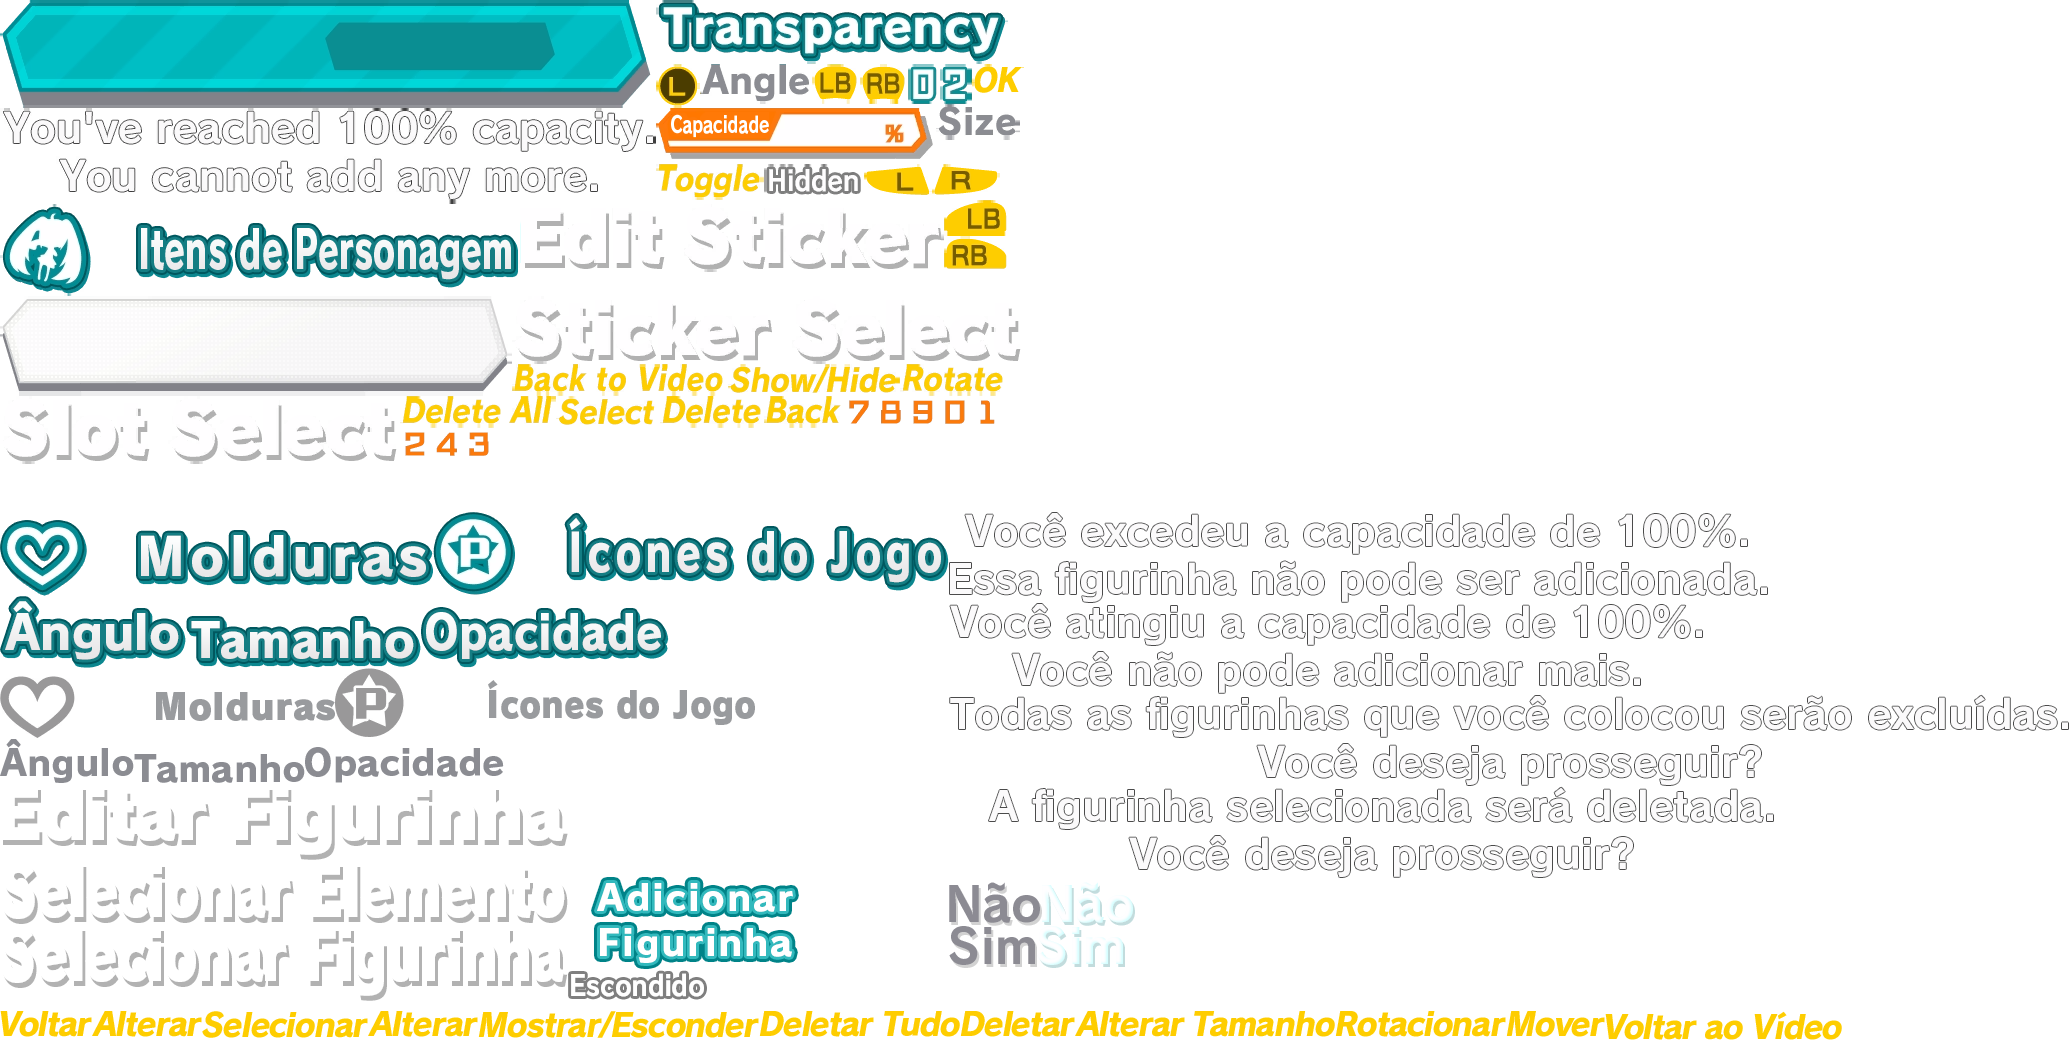 Transparency
L Angle LB RB 02 OK
You've reached 100% capacity.
You cannot add any more.
Capacidade %
Size
Toggle Hidden L R
Itens de Personagem
Edit Sticker
LB
RB
Sticker Select
Back to Video Show/Hide Rotate
Slot Select
Delete All Select Delete Back 7 8 9 0 1
2 4 3
Molduras
P
Ícones do Jogo
Ângulo Tamanho Opacidade
Molduras
P
Ícones do Jogo
Ângulo Tamanho Opacidade
Você excedeu a capacidade de 100%.
Essa figurinha não pode ser adicionada.
Você atingiu a capacidade de 100%.
Você não pode adicionar mais.
Todas as figurinhas que você colocou serão excluídas.
Você deseja prosseguir?
A figurinha selecionada será deletada.
Você deseja prosseguir?
Editar Figurinha
Selecionar Elemento
Selecionar Figurinha
Adicionar
Figurinha
Escondido
Não Não
Sim Sim
Voltar Alterar Selecionar Alterar Mostrar/Esconder Deletar Tudo Deletar Alterar Tamanho Rotacionar Mover Voltar ao Vídeo